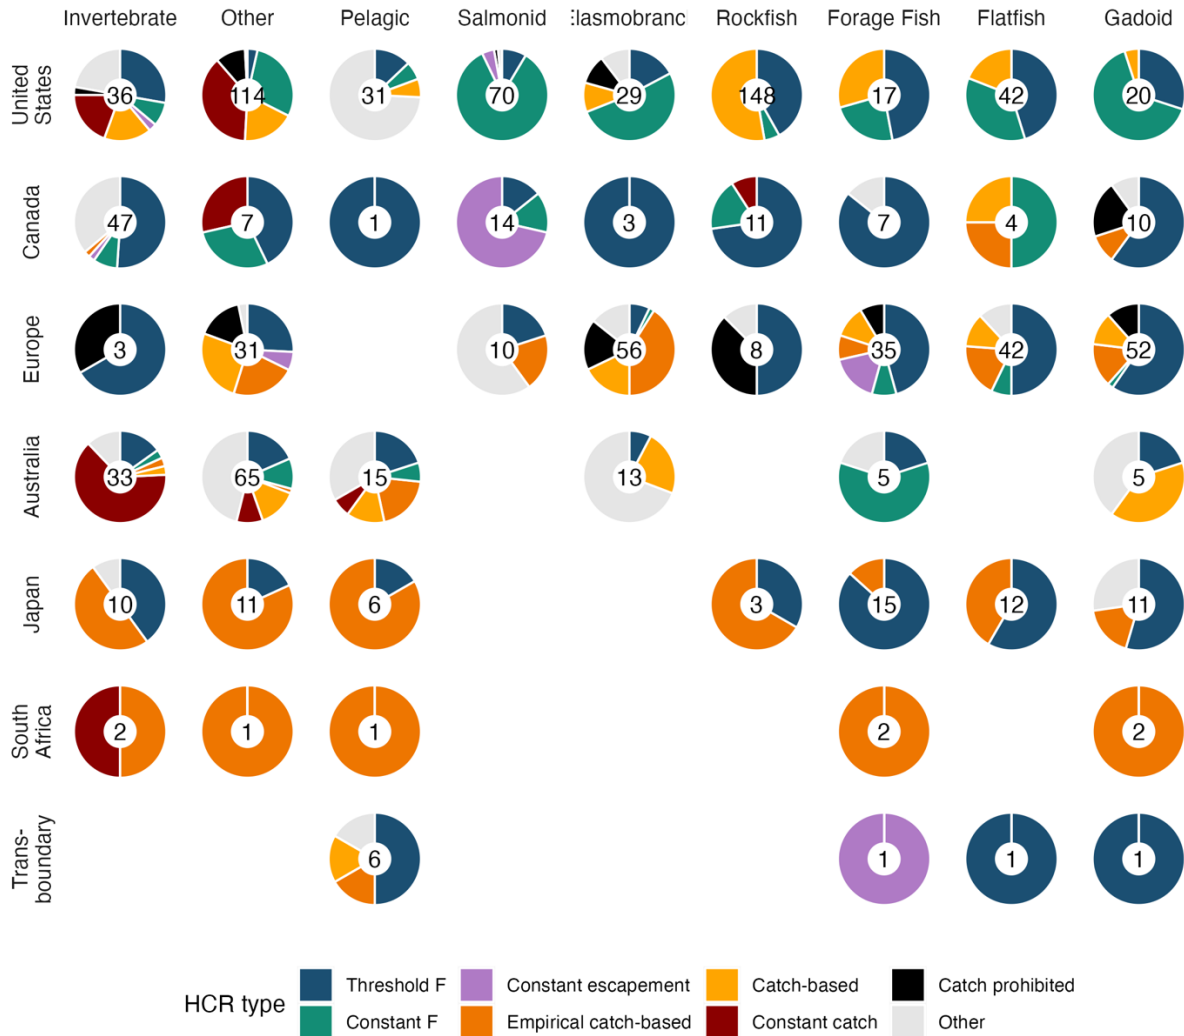 Invertebrate Other Pelagic Salmonid :lasmobrancl Rockfish Forage Fish Flatfish Gadoid
United
States
36 114 31 70 29 148 17 42 20
Canada
47 7 1 14 3 11 7 4 10
Europe
3 31 10 56 8 35 42 52
Australia
33 65 15 13 5 5
Japan
10 11 6 3 15 12 11
South
Africa
2 1 1 2 2
Trans-
boundary
6 1 1 1
HCR type
Threshold F Constant escapement Catch-based Catch prohibited
Constant F Empirical catch-based Constant catch Other